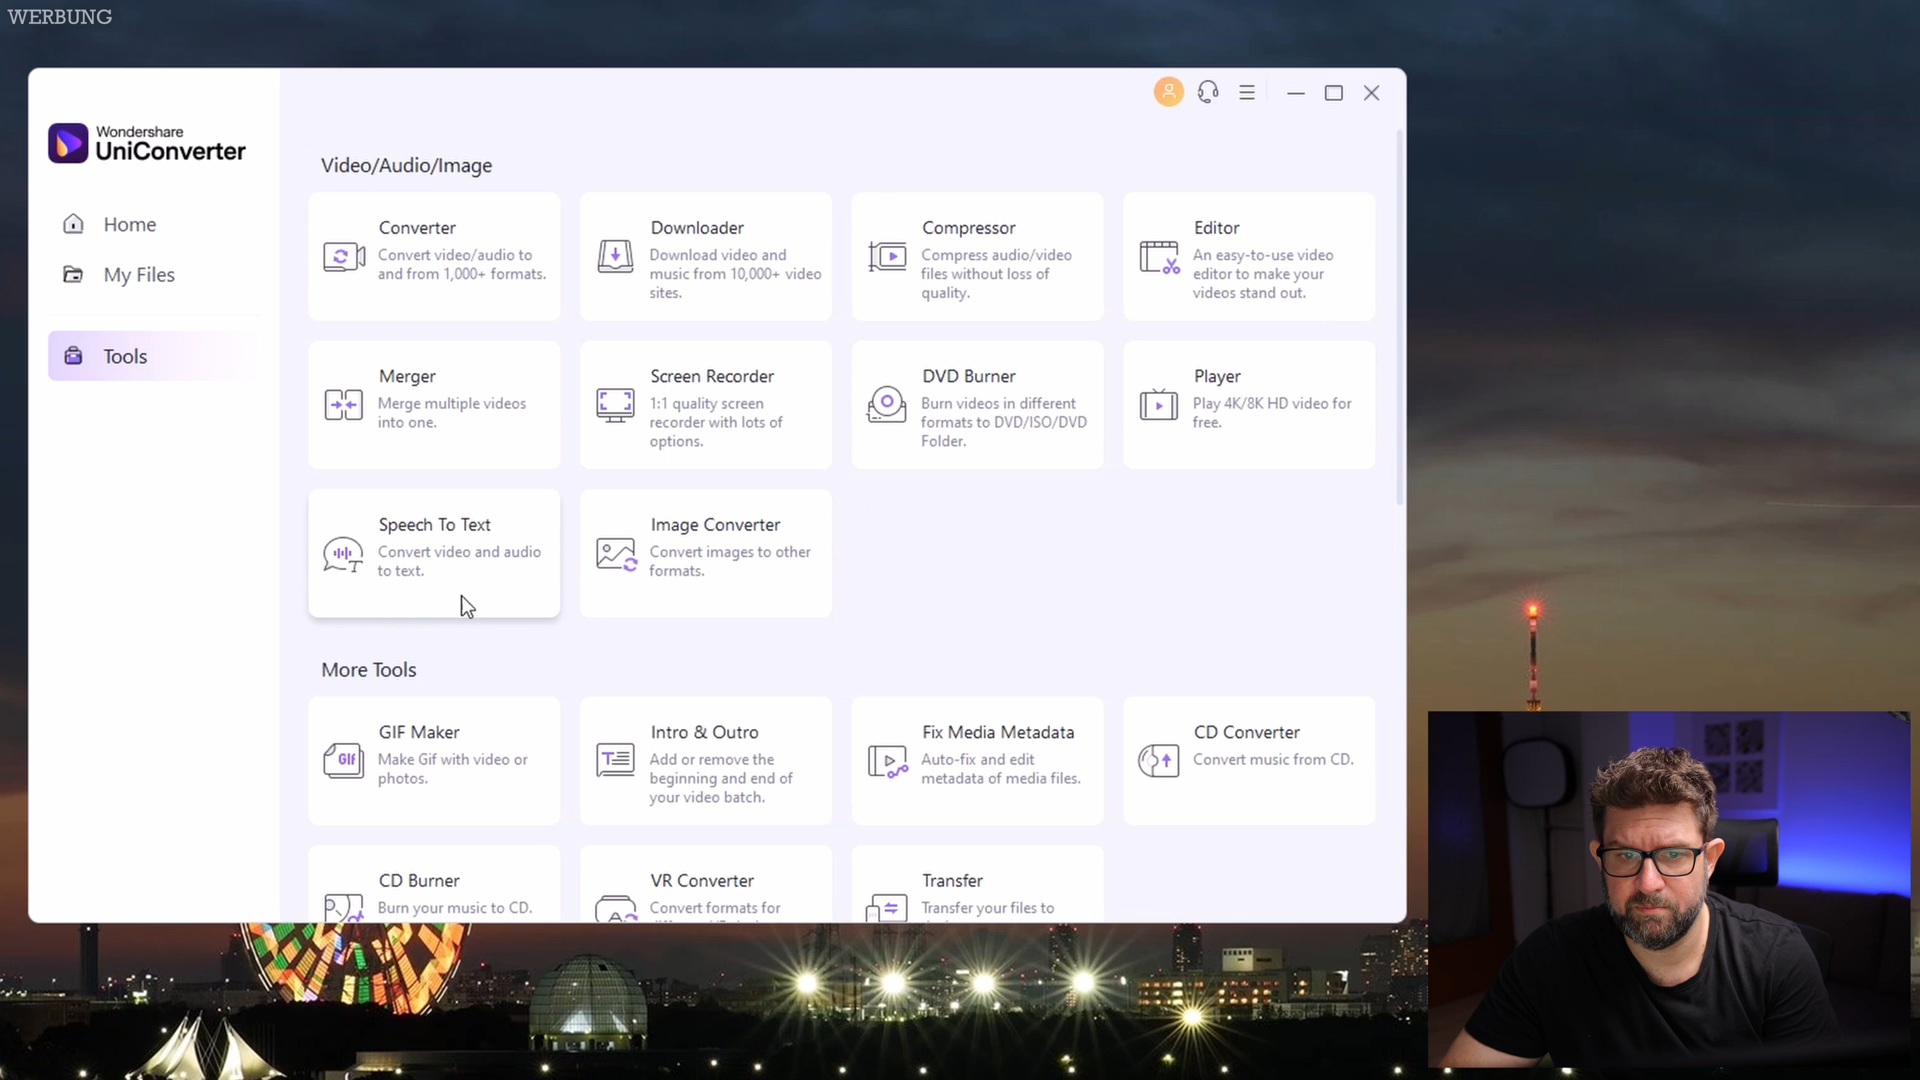 WERBUNG
Wondershare
UniConverter
Home
My Files
Tools
Video/Audio/Image
Converter
Convert video/audio to
and from 1,000+ formats.
Downloader
Download video and
music from 10,000+ video
sites.
Compressor
Compress audio/video
files without loss of
quality.
Editor
An easy-to-use video
editor to make your
videos stand out.
Merger
Merge multiple videos
into one.
Screen Recorder
1:1 quality screen
recorder with lots of
options.
DVD Burner
Burn videos in different
formats to DVD/ISO/DVD
Folder.
Player
Play 4K/8K HD video for
free.
Speech To Text
Convert video and audio
to text.
Image Converter
Convert images to other
formats.
More Tools
GIF Maker
Make Gif with video or
photos.
Intro & Outro
Add or remove the
beginning and end of
your video batch.
Fix Media Metadata
Auto-fix and edit
metadata of media files.
CD Converter
Convert music from CD.
CD Burner
Burn your music to CD.
VR Converter
Convert formats for
Transfer
Transfer your files to